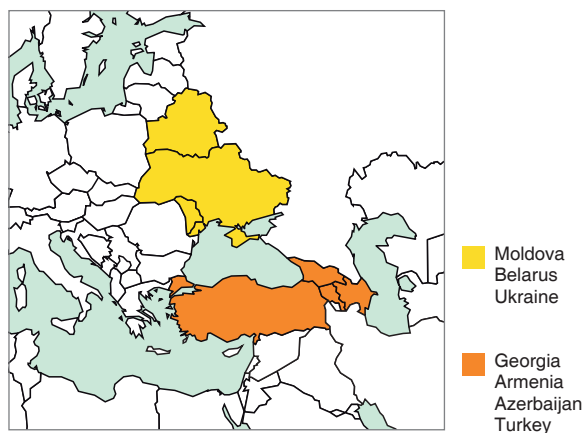 Moldova
Belarus
Ukraine
Georgia
Armenia
Azerbaijan
Turkey